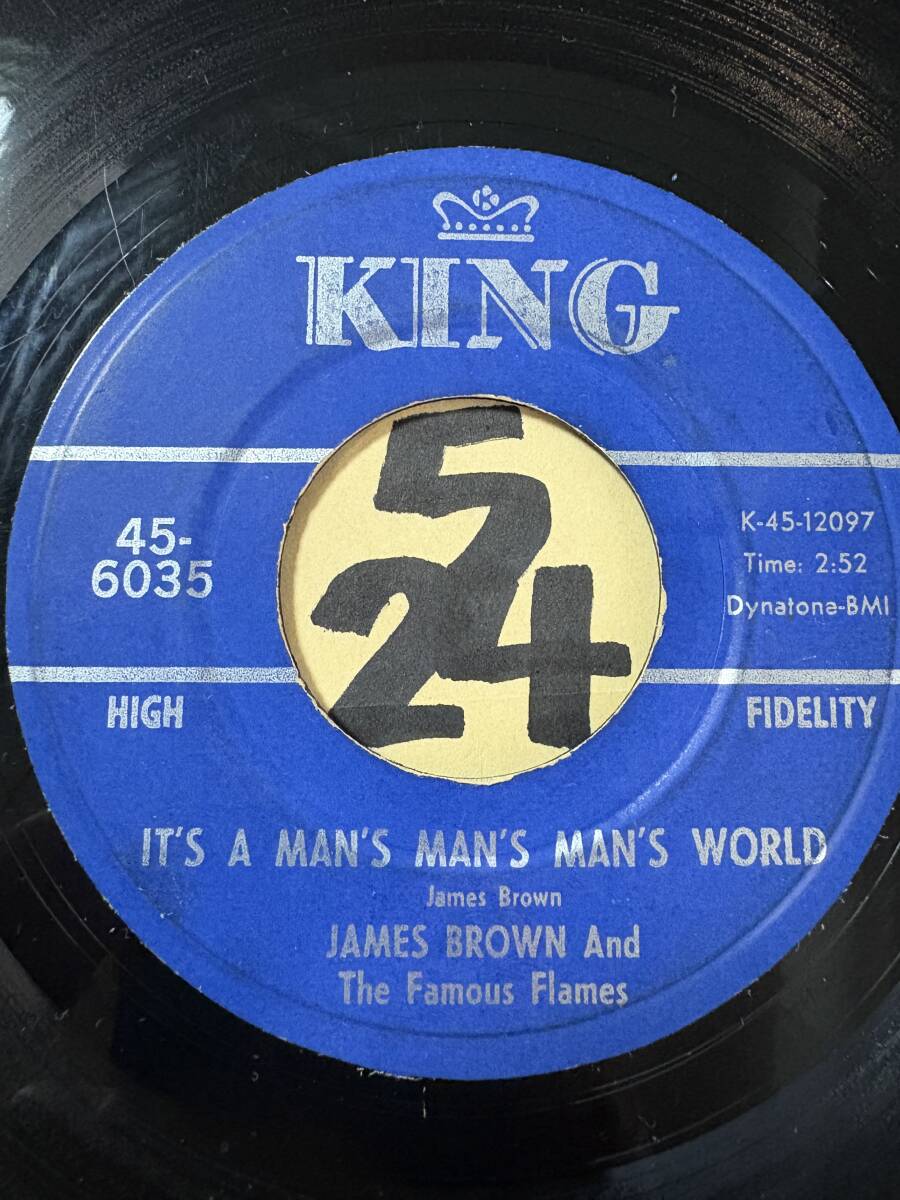 KING
5
24
45-
6035
K-45-12097
Time: 2:52
Dynatone-BMI
HIGH
FIDELITY
IT'S A MAN'S MAN'S MAN'S WORLD
James Brown
JAMES BROWN And
The Famous Flames